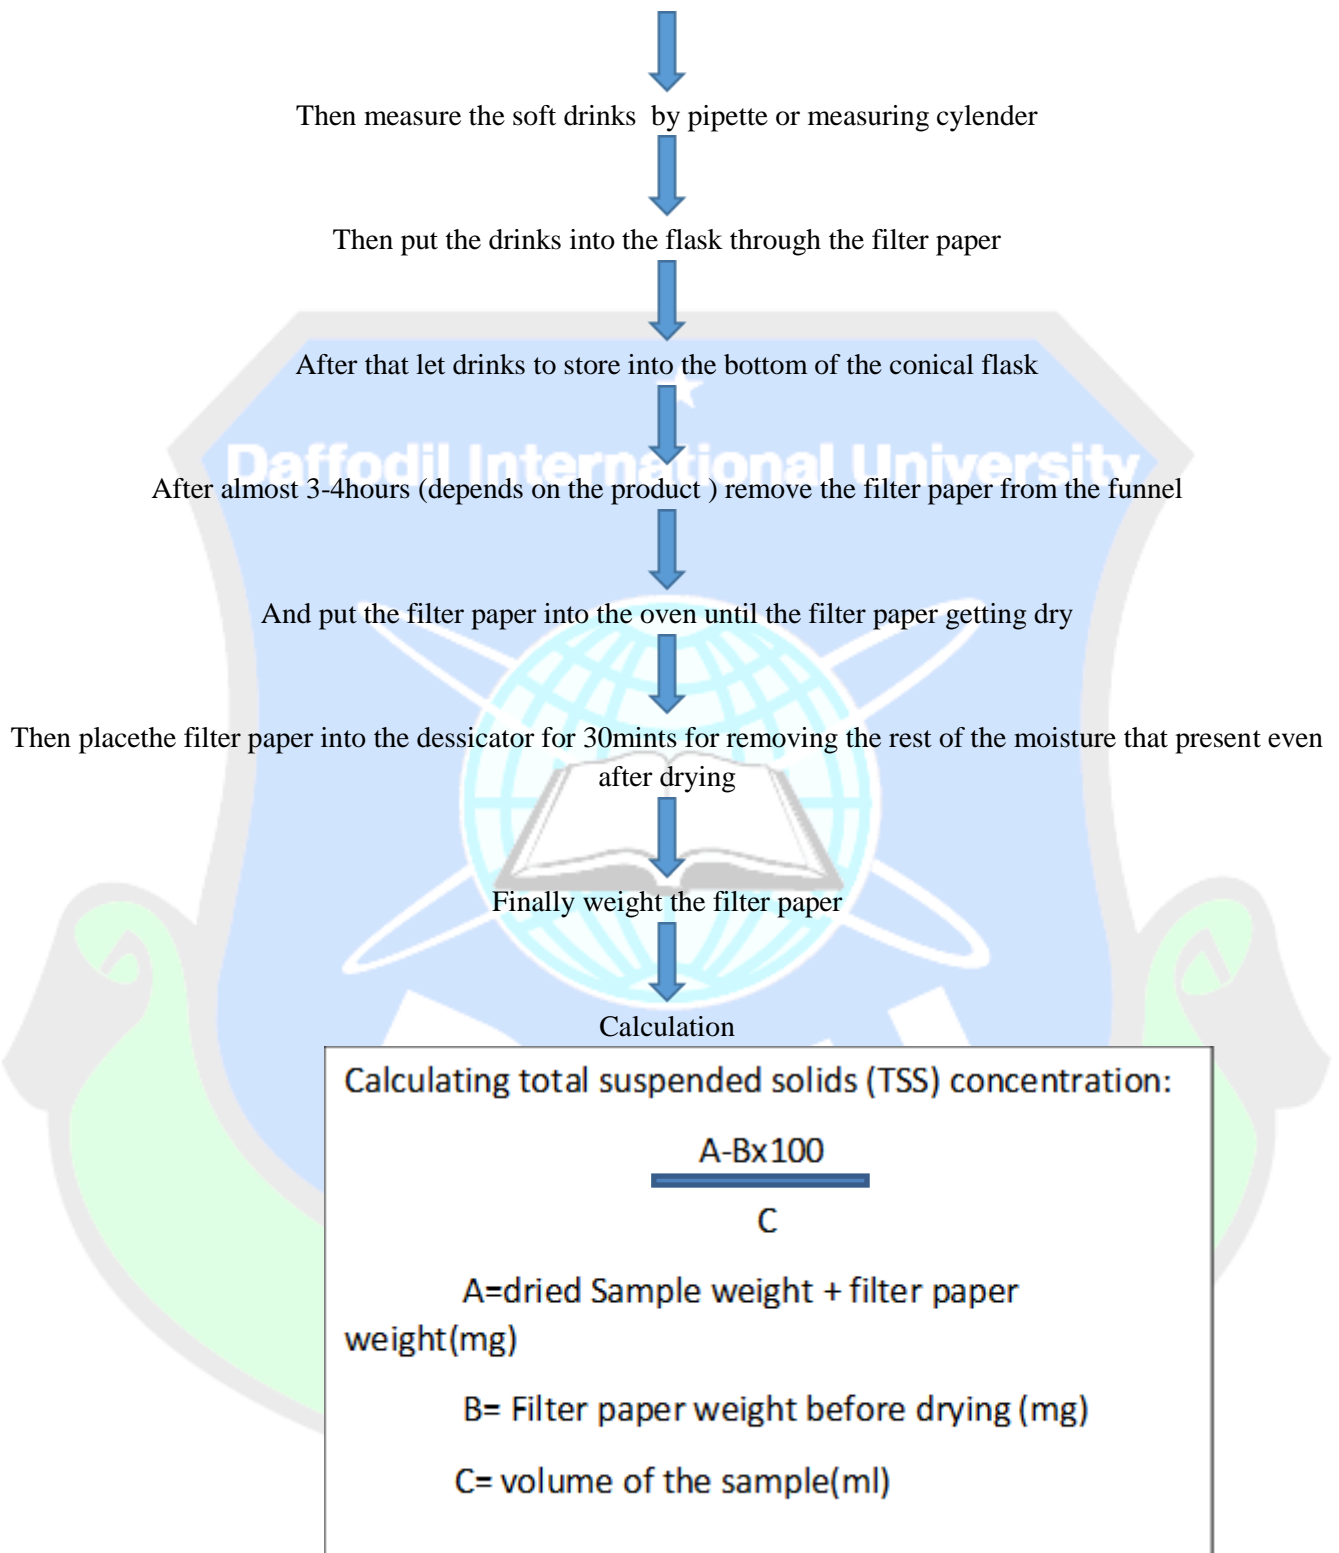 Then measure the soft drinks by pipette or measuring cylender
Then put the drinks into the flask through the filter paper
After that let drinks to store into the bottom of the conical flask
Daffodil International University
After almost 3-4hours (depends on the product ) remove the filter paper from the funnel
And put the filter paper into the oven until the filter paper getting dry
Then placethe filter paper into the dessicator for 30mints for removing the rest of the moisture that present even
after drying
Finally weight the filter paper
Calculation
Calculating total suspended solids (TSS) concentration:
A-Bx100
C
A=dried Sample weight + filter paper
weight(mg)
B= Filter paper weight before drying (mg)
C= volume of the sample(ml)